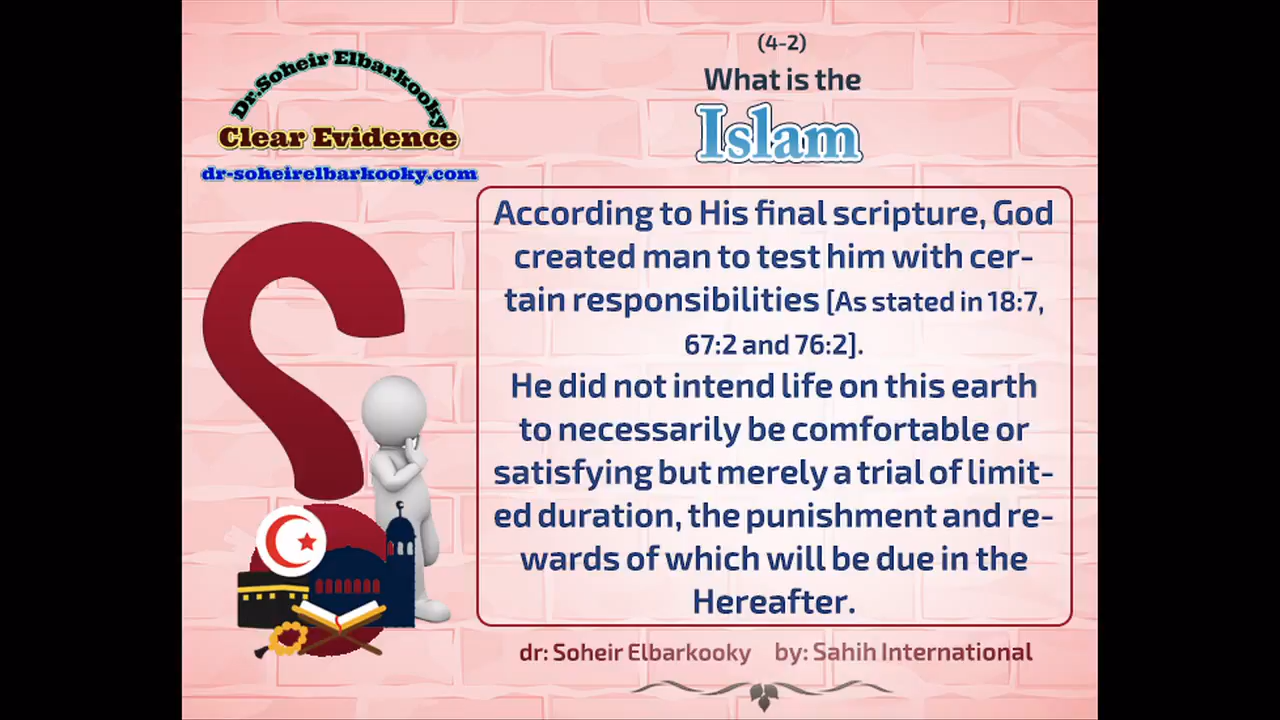 Dr.Soheir Elbarkooky
Clear Evidence
dr-soheirelbarkooky.com
(4-2)
What is the
Islam
According to His final scripture, God
created man to test him with cer-
tain responsibilities [As stated in 18:7,
67:2 and 76:2].
He did not intend life on this earth
to necessarily be comfortable or
satisfying but merely a trial of limit-
ed duration, the punishment and re-
wards of which will be due in the
Hereafter.
dr: Soheir Elbarkooky by: Sahih International